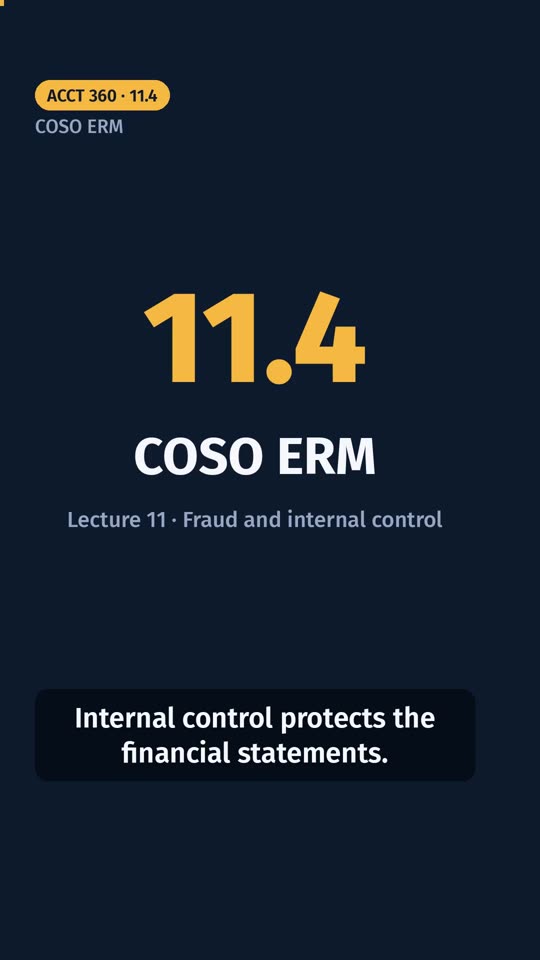 ACCT 360 · 11.4
COSO ERM
11.4
COSO ERM
Lecture 11 · Fraud and internal control
Internal control protects the
financial statements.